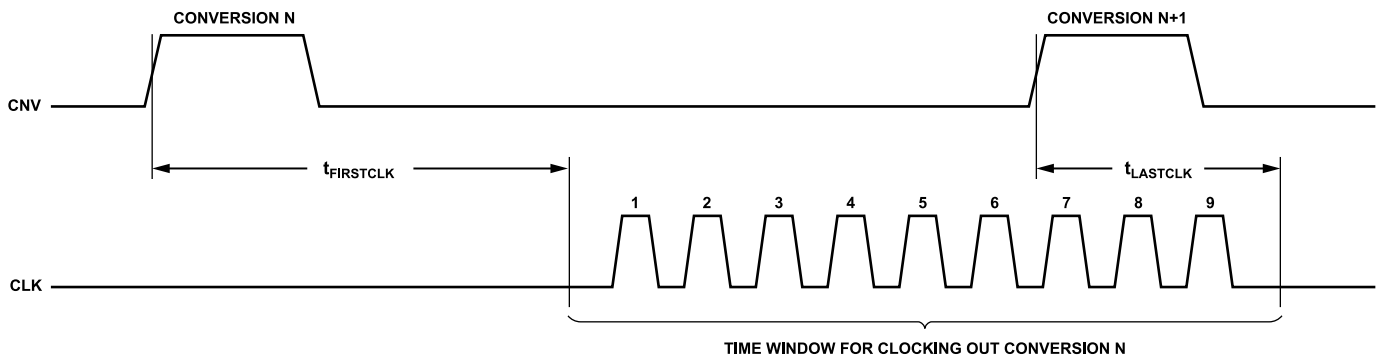 CONVERSION N
CONVERSION N+1
CNV
tFIRSTCLK
tLASTCLK
1 2 3 4 5 6 7 8 9
CLK
TIME WINDOW FOR CLOCKING OUT CONVERSION N